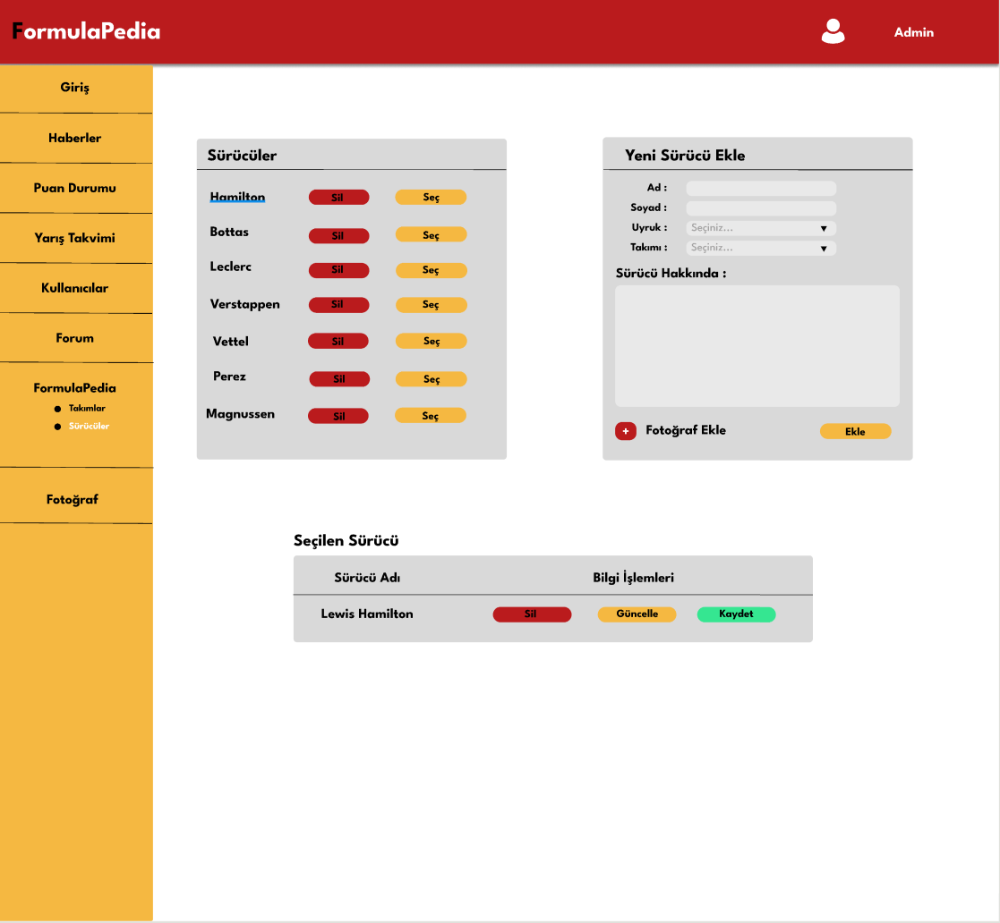 FormulaPedia
Admin
Giriş
Haberler
Puan Durumu
Yarış Takvimi
Kullanıcılar
Forum
FormulaPedia
Takımlar
Sürücüler
Fotoğraf
Sürücüler
Hamilton Sil Seç
Bottas Sil Seç
Leclerc Sil Seç
Verstappen Sil Seç
Vettel Sil Seç
Perez Sil Seç
Magnussen Sil Seç
Yeni Sürücü Ekle
Ad :
Soyad :
Uyruk : Seçiniz... ▼
Takımı : Seçiniz... ▼
Sürücü Hakkında :
+ Fotoğraf Ekle Ekle
Seçilen Sürücü
Sürücü Adı Bilgi İşlemleri
Lewis Hamilton Sil Güncelle Kaydet